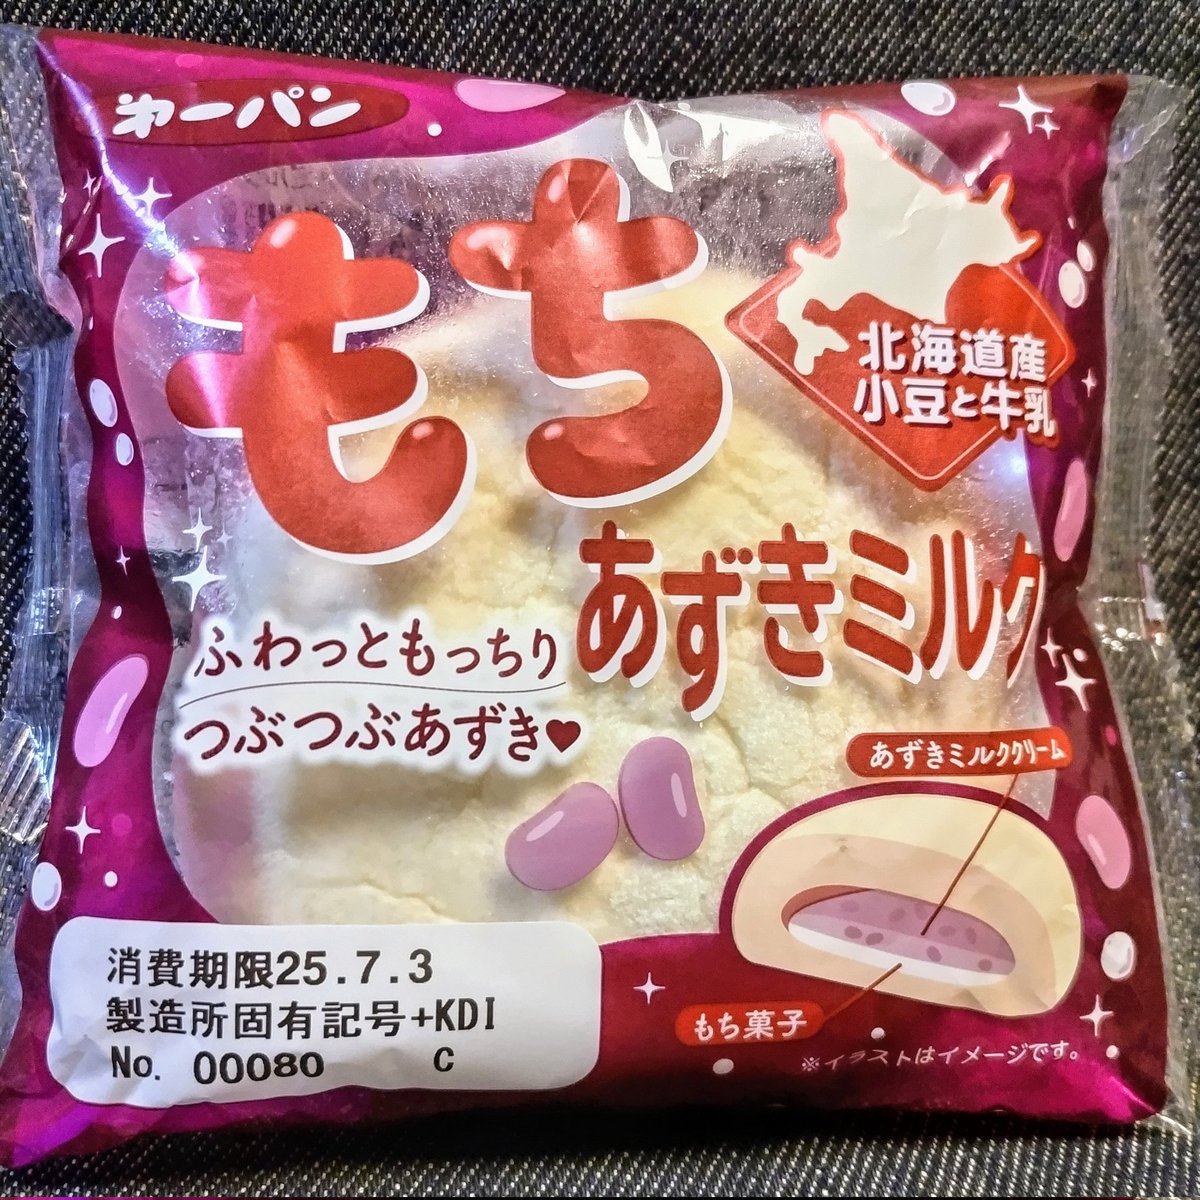 第一パン
もち
北海道産
小豆と牛乳
あずきミルク
ふわっともっちり
つぶつぶあずき♥
あずきミルククリーム
もち菓子
※イラストはイメージです。
消費期限25.7.3
製造所固有記号+KDI
No. 00080 C